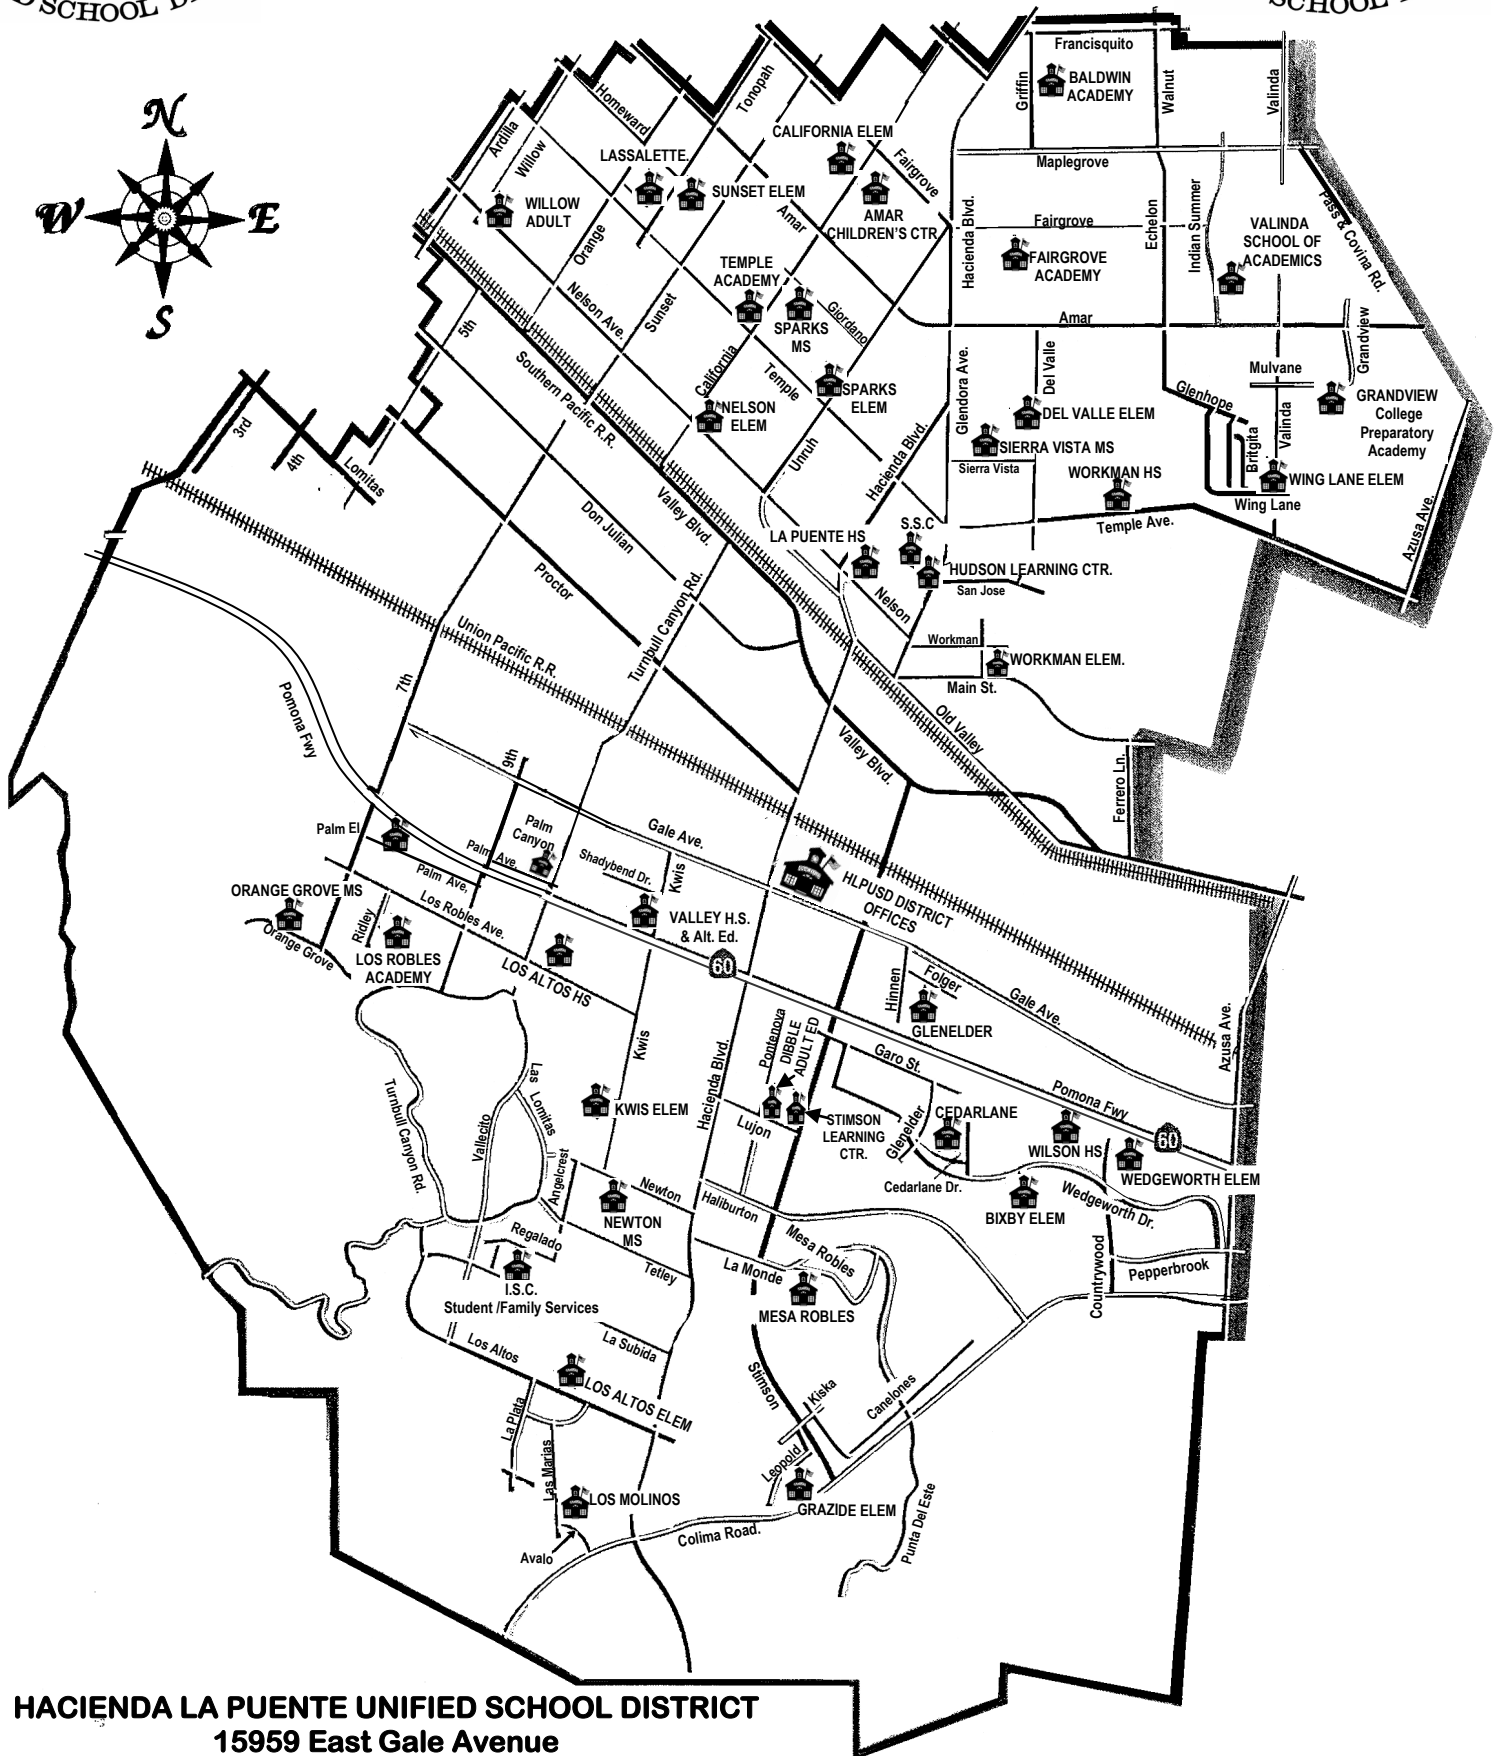 SCHOOL
SCHOOL
N
W
E
S
Francisquito
Griffin
BALDWIN
ACADEMY
Walnut
Valinda
Homeward
Tonopah
Ardilla
Willow
CALIFORNIA ELEM
LASSALETTE.
Fairgrove
Maplegrove
SUNSET ELEM
WILLOW
ADULT
AMAR
CHILDREN'S CTR
Amar
Orange
Hacienda Blvd.
Fairgrove
Echelon
Indian Summer
VALINDA
SCHOOL OF
ACADEMICS
Pass & Covina Rd.
FAIRGROVE
ACADEMY
TEMPLE
ACADEMY
Nelson Ave.
Sunset
SPARKS
MS
Giordano
Amar
5th
Southern Pacific R.R.
California
Temple
Glendora Ave.
Del Valle
Mulvane
Grandview
SPARKS
ELEM
NELSON
ELEM
Glenhope
Valinda
Britgita
GRANDVIEW
College
Preparatory
Academy
DEL VALLE ELEM
SIERRA VISTA MS
Sierra Vista
3rd
4th
Lomitas
Unruh
Hacienda Blvd.
WORKMAN HS
WING LANE ELEM
Wing Lane
Temple Ave.
Azusa Ave.
Don Julian
Valley Blvd.
LA PUENTE HS
S.S.C
HUDSON LEARNING CTR.
San Jose
Proctor
Nelson
Turnbull Canyon Rd.
Union Pacific R.R.
Workman
WORKMAN ELEM.
Main St.
7th
Pomona Fwy
Old Valley
Valley Blvd.
Ferrero Ln.
9th
Palm El
Palm
Canyon
Gale Ave.
Palm Ave.
Shadybend Dr.
Kwis
Palm Ave,
HLPUSD DISTRICT
OFFICES
ORANGE GROVE MS
Los Robles Ave.
VALLEY H.S.
& Alt. Ed.
Ridley
Orange Grove
LOS ROBLES
ACADEMY
LOS ALTOS HS
60
Hinnen
Folger
Gale Ave.
GLENELDER
Azusa Ave.
Kwis
Hacienda Blvd.
Pontenova
DIBBLE
ADULT ED
Garo St.
Pomona Fwy
Turnbull Canyon Rd.
Las Lomitas
Vallecito
KWIS ELEM
Lujon
STIMSON
LEARNING
CTR.
Glenelder
CEDARLANE
WILSON HS
60
WEDGEWORTH ELEM
Cedarlane Dr.
Angelcrest
Newton
Haliburton
BIXBY ELEM
Wedgeworth Dr.
NEWTON
MS
Regalado
Tetley
Mesa Robles
La Monde
Countrywood
Pepperbrook
I.S.C.
Student /Family Services
MESA ROBLES
Los Altos
La Subida
Stimson
Kiska
Canelones
LOS ALTOS ELEM
La Plata
Las Marias
Leopold
LOS MOLINOS
GRAZIDE ELEM
Punta Del Este
Colima Road.
Avalo
HACIENDA LA PUENTE UNIFIED SCHOOL DISTRICT
15959 East Gale Avenue